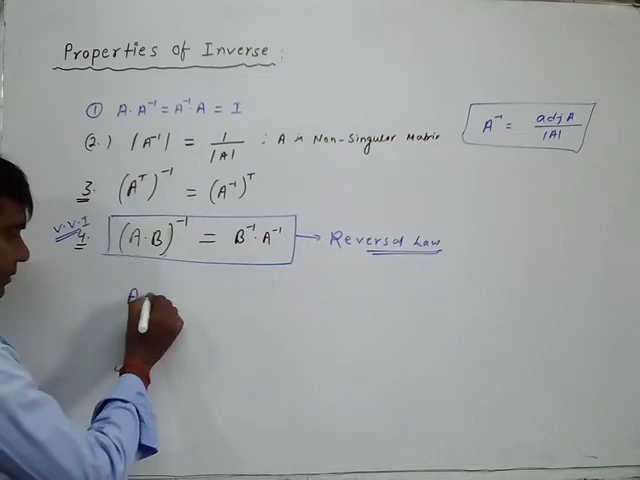 Properties of Inverse :
① A · A⁻¹ = A⁻¹ · A = I
(2.) |A⁻¹| = 1/|A| ; A is Non-Singular Matrix
A⁻¹ = adj A/|A|
3. (Aᵀ)⁻¹ = (A⁻¹)ᵀ
V.V.I
4. (A·B)⁻¹ = B⁻¹ · A⁻¹ → Reversal Law
A